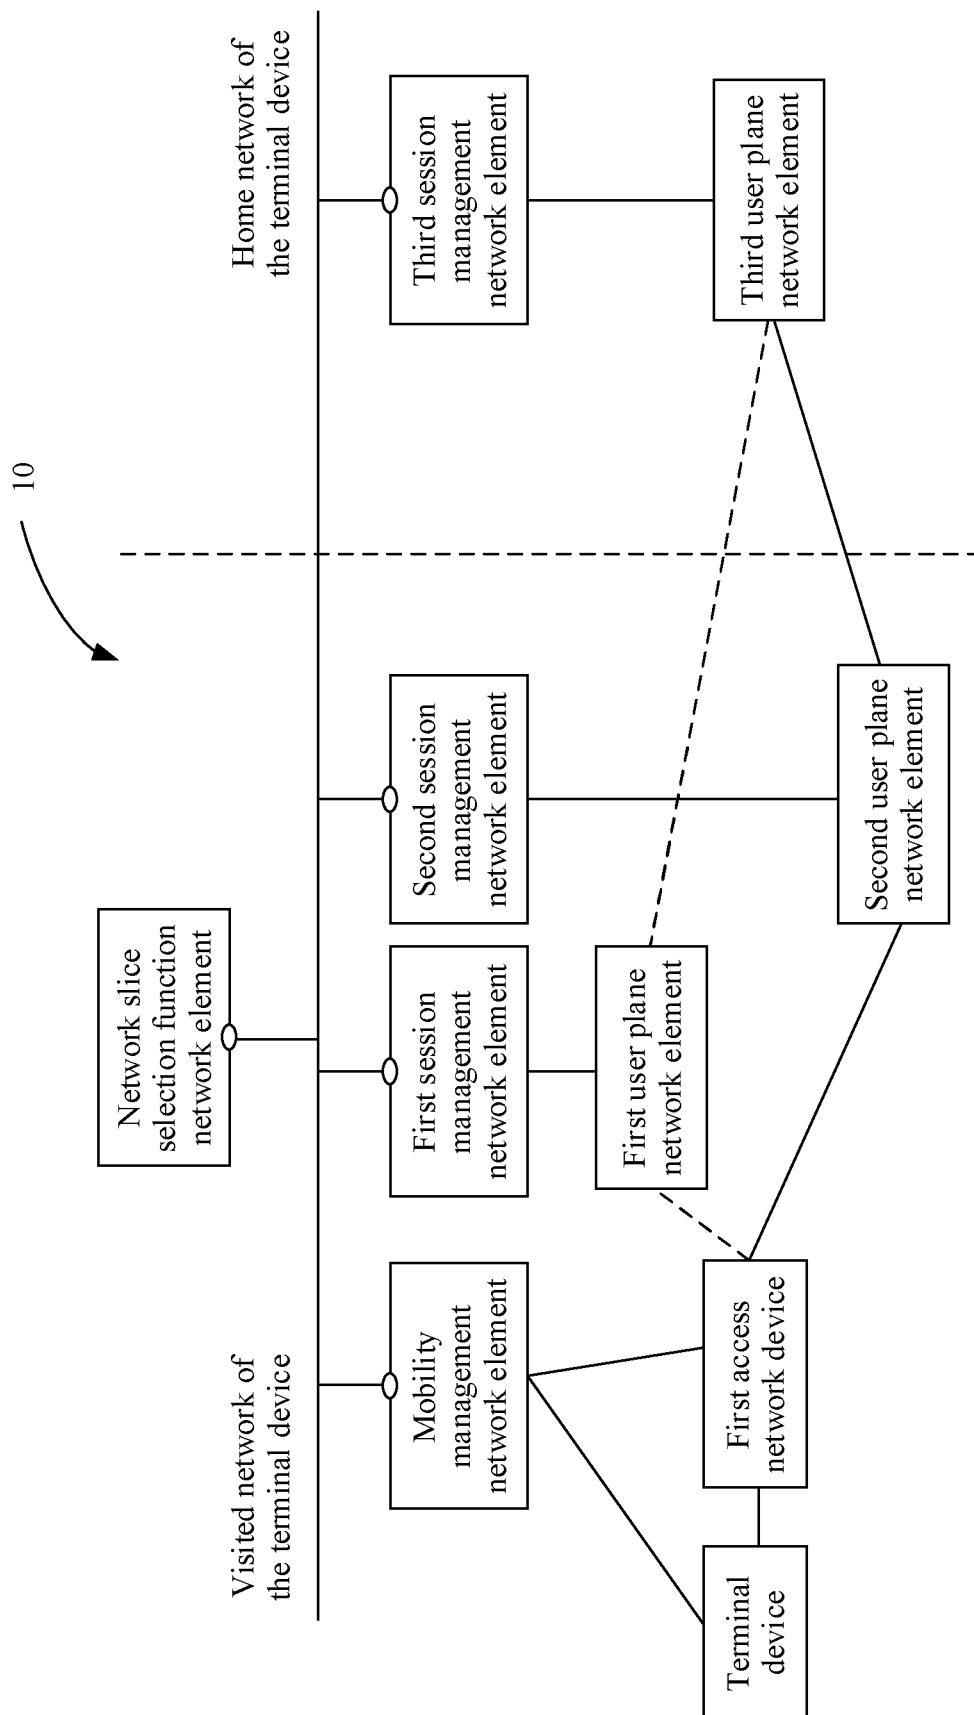 10
Visited network of
the terminal device
Home network of
the terminal device
Network slice
selection function
network element
Mobility
management
network element
First session
management
network element
Second session
management
network element
Third session
management
network element
First user plane
network element
Terminal
device
First access
network device
Second user plane
network element
Third user plane
network element